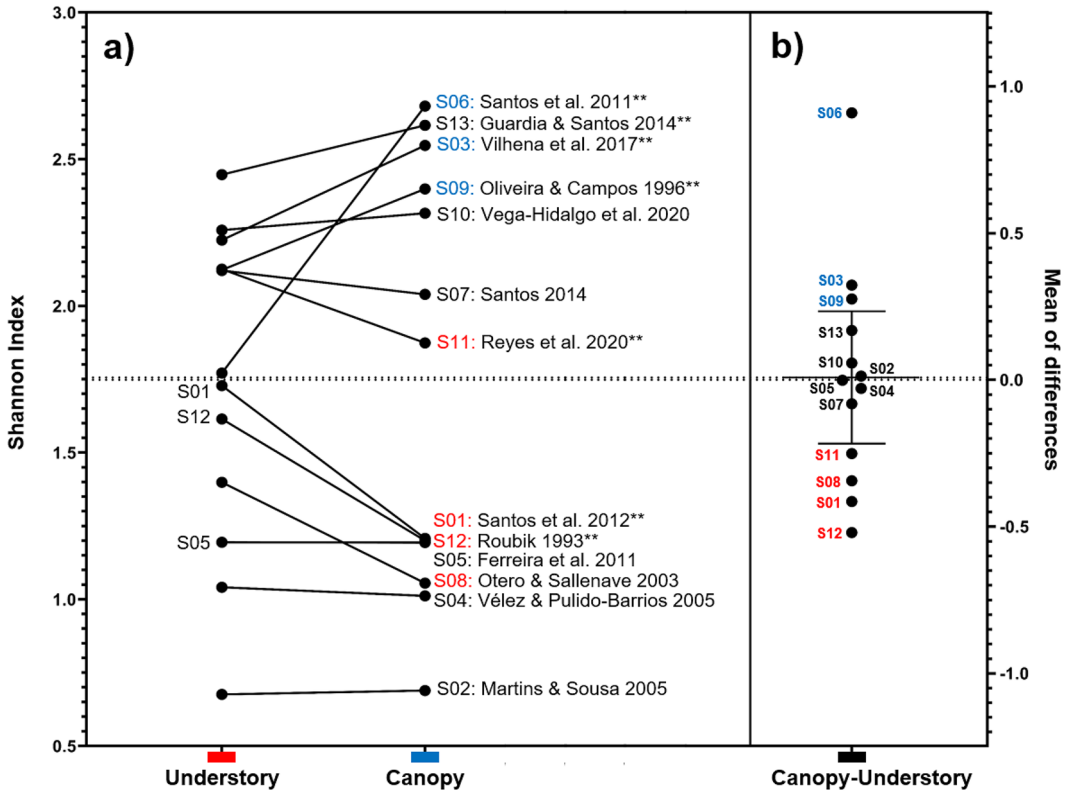 a)
b)
3.0
2.5
2.0
1.5
1.0
0.5
Shannon Index
S06: Santos et al. 2011**
S13: Guardia & Santos 2014**
S03: Vilhena et al. 2017**
S09: Oliveira & Campos 1996**
S10: Vega-Hidalgo et al. 2020
S07: Santos 2014
S11: Reyes et al. 2020**
S01
S12
S05
S01: Santos et al. 2012**
S12: Roubik 1993**
S05: Ferreira et al. 2011
S08: Otero & Sallenave 2003
S04: Vélez & Pulido-Barrios 2005
S02: Martins & Sousa 2005
Understory
Canopy
S06
S03
S09
S13
S10
S02
S05
S04
S07
S11
S08
S01
S12
Canopy-Understory
1.0
0.5
0.0
-0.5
-1.0
Mean of differences